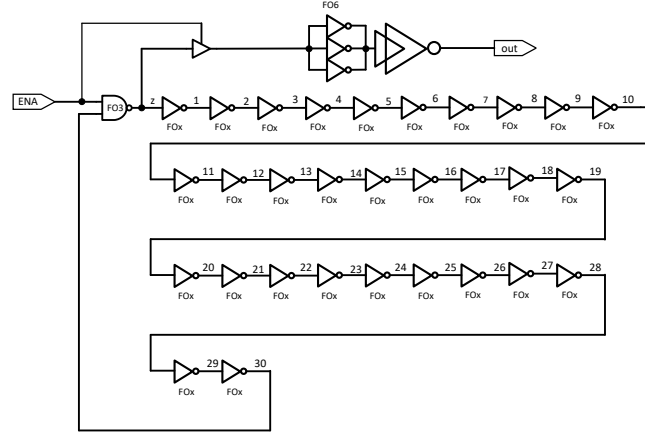 FO6
out
ENA
FO3
z 1 2 3 4 5 6 7 8 9 10
FOx FOx FOx FOx FOx FOx FOx FOx FOx FOx
11 12 13 14 15 16 17 18 19
FOx FOx FOx FOx FOx FOx FOx FOx FOx
20 21 22 23 24 25 26 27 28
FOx FOx FOx FOx FOx FOx FOx FOx FOx
29 30
FOx FOx